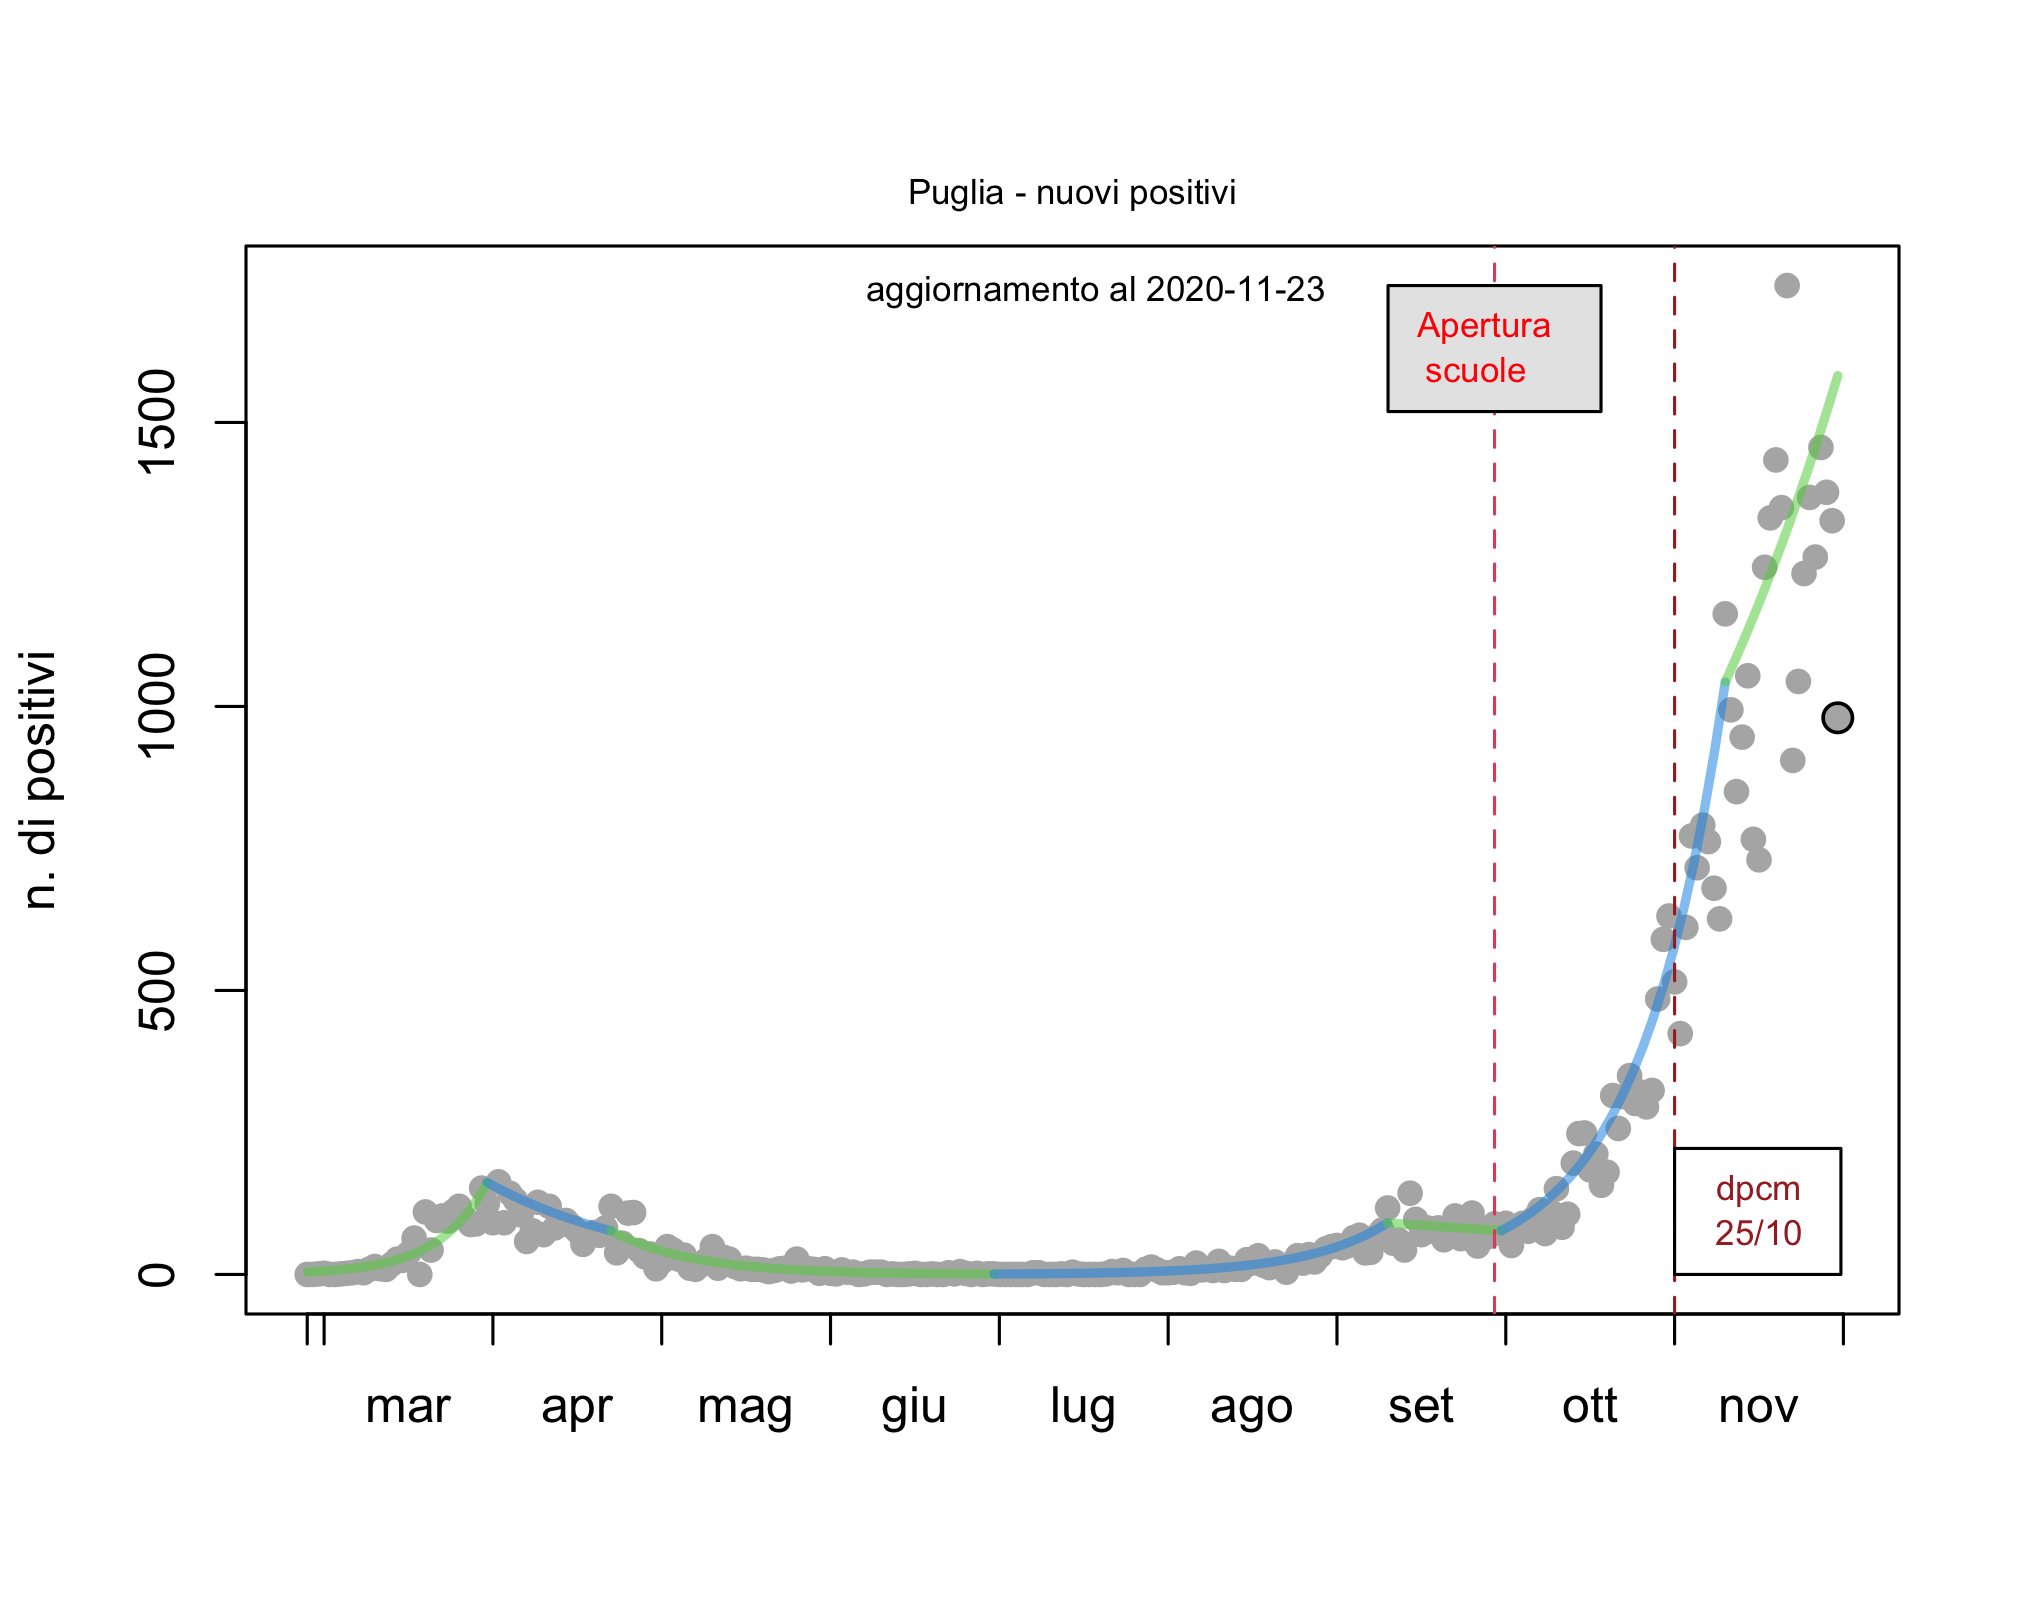 Puglia - nuovi positivi
aggiornamento al 2020-11-23
Apertura
scuole
n. di positivi
1500
1000
500
0
dpcm
25/10
mar apr mag giu lug ago set ott nov